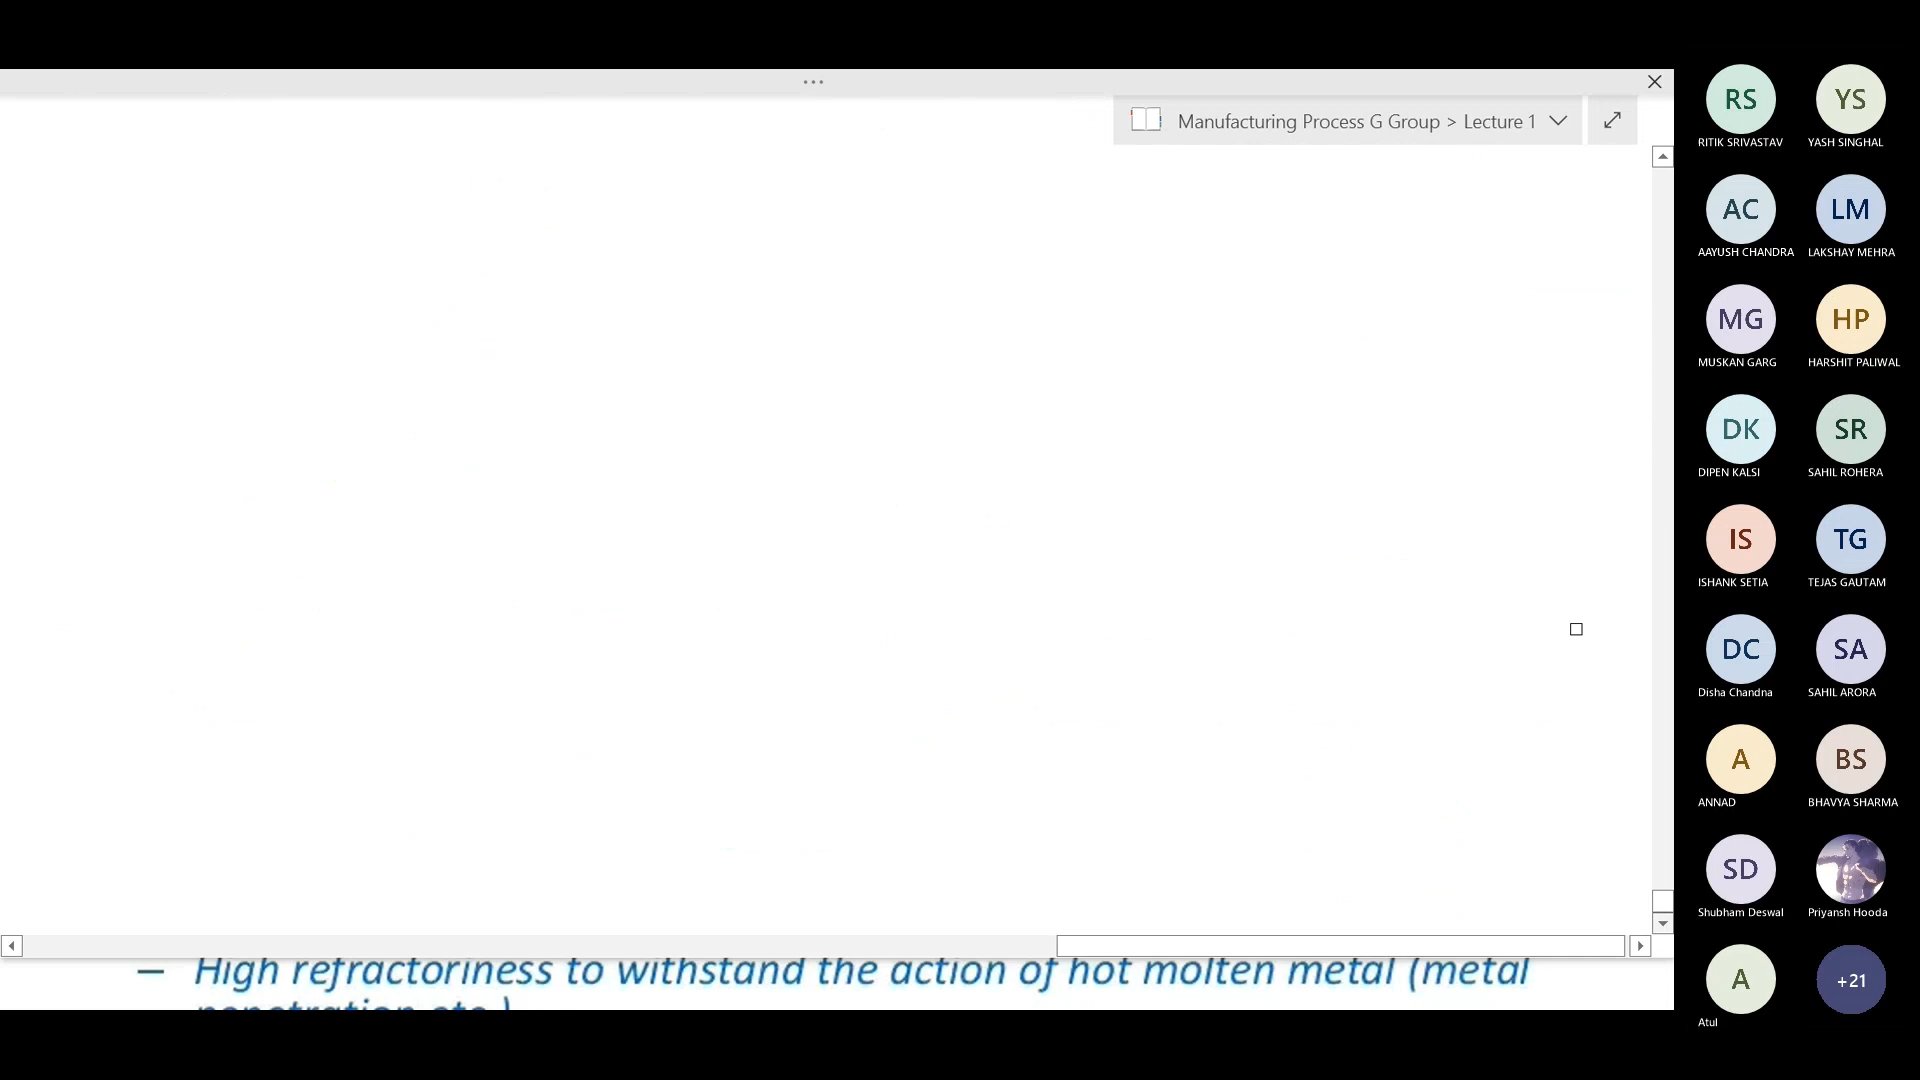 ...
Manufacturing Process G Group > Lecture 1
– High refractoriness to withstand the action of hot molten metal (metal
penetration etc.)
RS YS
RITIK SRIVASTAV YASH SINGHAL
AC LM
AAYUSH CHANDRA LAKSHAY MEHRA
MG HP
MUSKAN GARG HARSHIT PALIWAL
DK SR
DIPEN KALSI SAHIL ROHERA
IS TG
ISHANK SETIA TEJAS GAUTAM
DC SA
Disha Chandna SAHIL ARORA
A BS
ANNAD BHAVYA SHARMA
SD
Shubham Deswal Priyansh Hooda
A +21
Atul